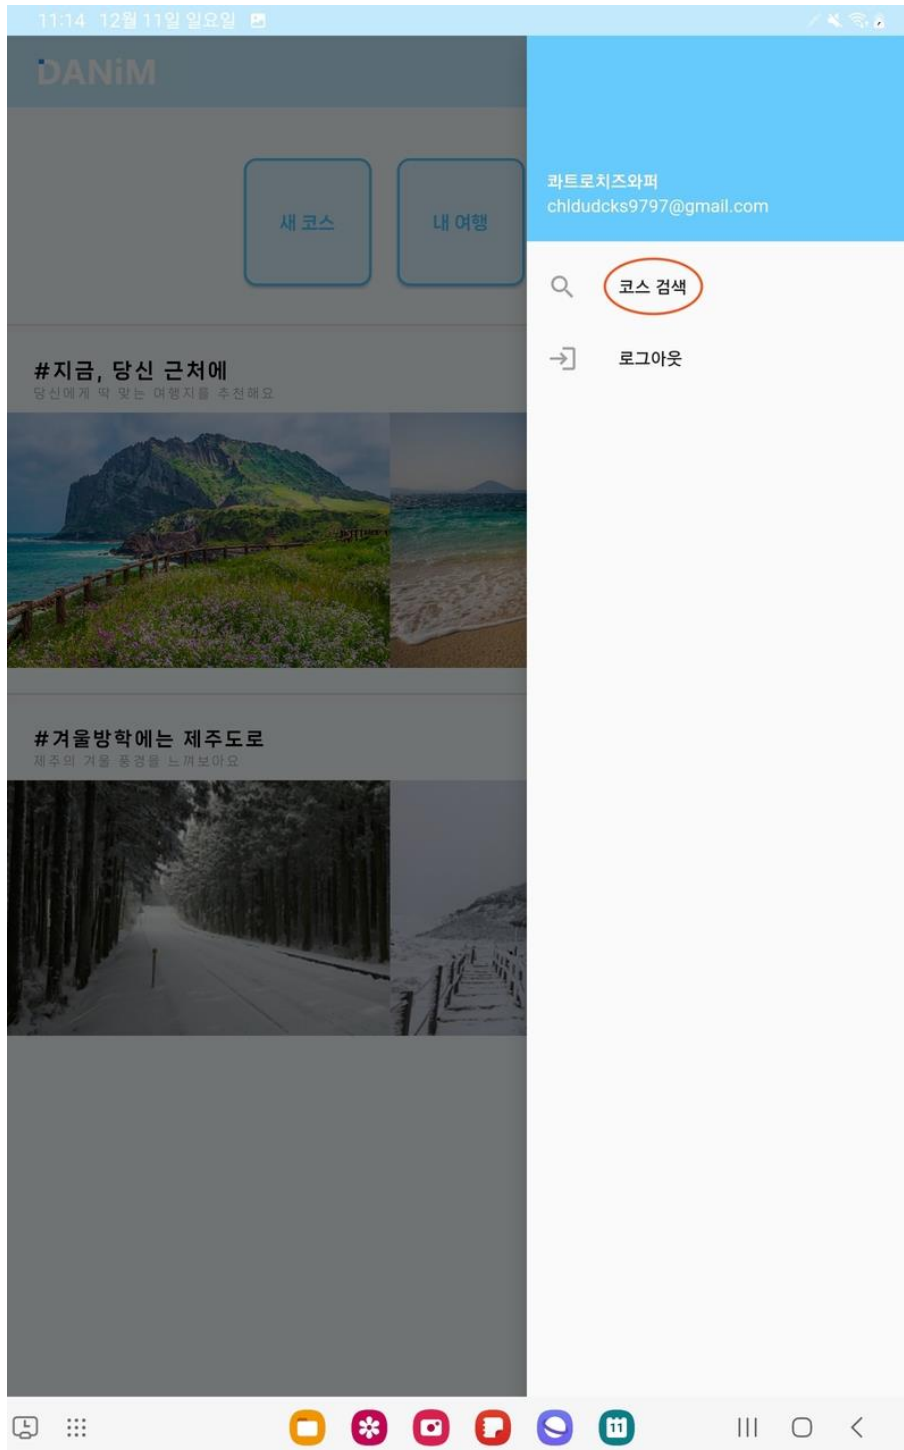 11:14 12월 11일 일요일
DANiM
새 코스
내 여행
#지금, 당신 근처에
당신에게 딱 맞는 여행지를 추천해요
#겨울방학에는 제주도로
제주의 겨울 풍경을 느껴보아요
콰트로치즈와퍼
chldudcks9797@gmail.com
코스 검색
로그아웃
11